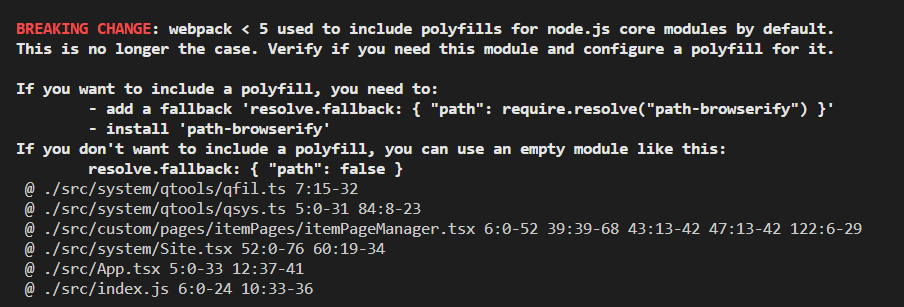 BREAKING CHANGE: webpack < 5 used to include polyfills for node.js core modules by default.
This is no longer the case. Verify if you need this module and configure a polyfill for it.
If you want to include a polyfill, you need to:
- add a fallback 'resolve.fallback: { "path": require.resolve("path-browserify") }'
- install 'path-browserify'
If you don't want to include a polyfill, you can use an empty module like this:
resolve.fallback: { "path": false }
@ ./src/system/qtools/qfil.ts 7:15-32
@ ./src/system/qtools/qsys.ts 5:0-31 84:8-23
@ ./src/custom/pages/itemPages/itemPageManager.tsx 6:0-52 39:39-68 43:13-42 47:13-42 122:6-29
@ ./src/system/Site.tsx 52:0-76 60:19-34
@ ./src/App.tsx 5:0-33 12:37-41
@ ./src/index.js 6:0-24 10:33-36